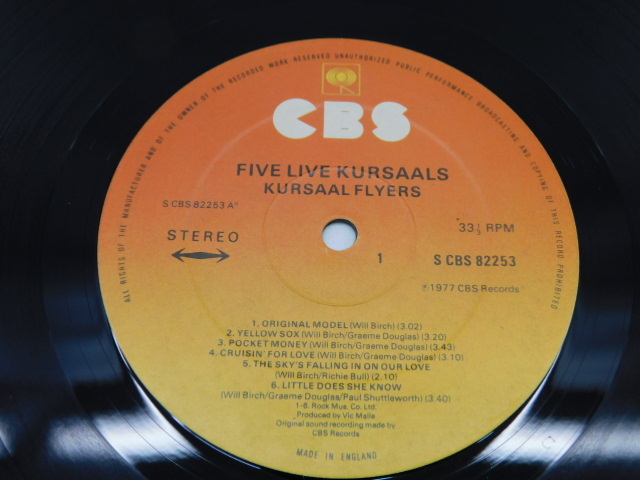 ALL RIGHTS OF THE MANUFACTURER AND OF THE OWNER OF THE RECORDED WORK RESERVED UNAUTHORIZED PUBLIC PERFORMANCE BROADCASTING AND COPYING OF THIS RECORD PROHIBITED
CBS
FIVE LIVE KURSAALS
KURSAAL FLYERS
S CBS 82253 A°
STEREO
1
33⅓ RPM
S CBS 82253
℗1977 CBS Records
1. ORIGINAL MODEL (Will Birch) (3.02)
2. YELLOW SOX (Will Birch/Graeme Douglas) (3.20)
3. POCKET MONEY (Will Birch/Graeme Douglas) (3.43)
4. CRUISIN' FOR LOVE (Will Birch/Graeme Douglas) (3.10)
5. THE SKY'S FALLING IN ON OUR LOVE
(Will Birch/Richie Bull) (2.10)
6. LITTLE DOES SHE KNOW
(Will Birch/Graeme Douglas/Paul Shuttleworth) (3.40)
1-6. Rock Mus. Co. Ltd.
Produced by Vic Maile
Original sound recording made by
CBS Records
MADE IN ENGLAND